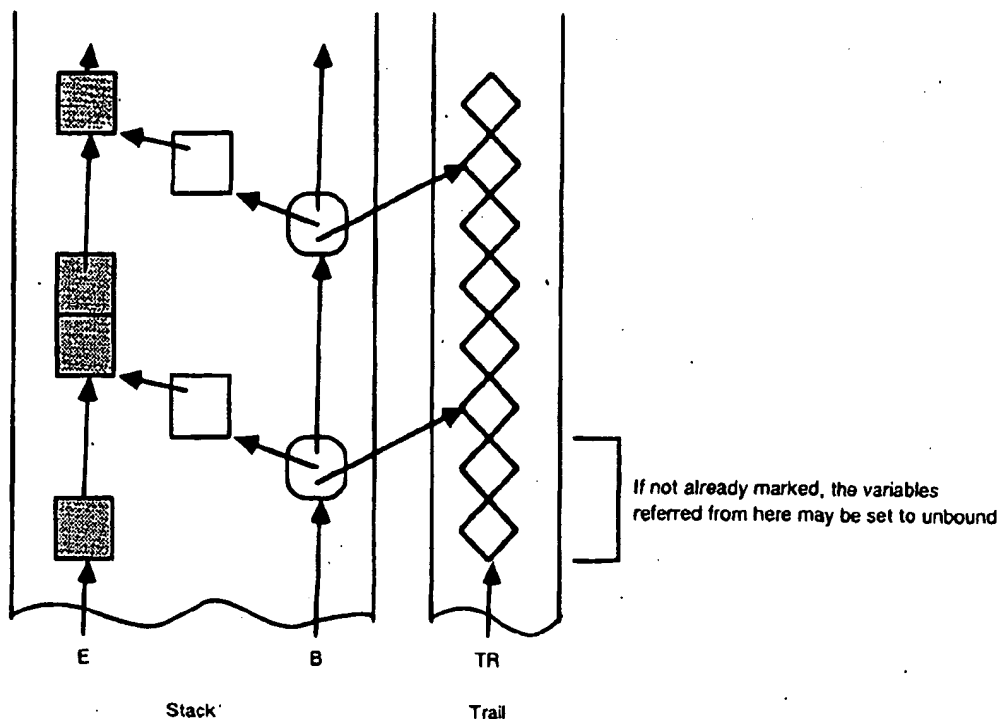 If not already marked, the variables
referred from here may be set to unbound
E
B
TR
Stack
Trail